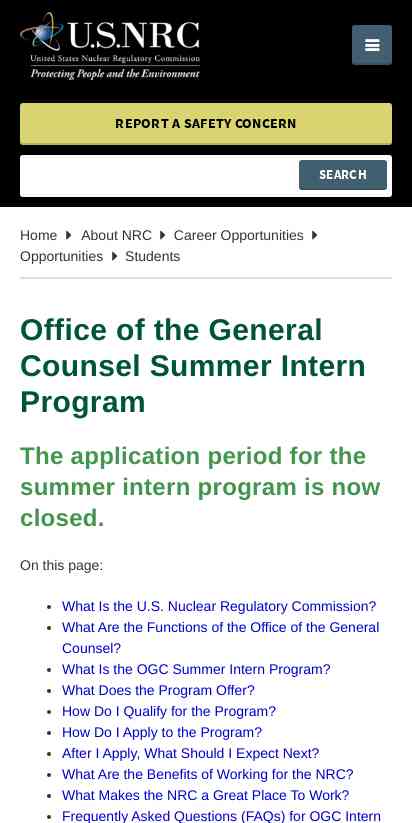 U.S.NRC
United States Nuclear Regulatory Commission
Protecting People and the Environment
REPORT A SAFETY CONCERN
SEARCH
Home About NRC Career Opportunities
Opportunities Students
Office of the General
Counsel Summer Intern
Program
The application period for the
summer intern program is now
closed.
On this page:
What Is the U.S. Nuclear Regulatory Commission?
What Are the Functions of the Office of the General
Counsel?
What Is the OGC Summer Intern Program?
What Does the Program Offer?
How Do I Qualify for the Program?
How Do I Apply to the Program?
After I Apply, What Should I Expect Next?
What Are the Benefits of Working for the NRC?
What Makes the NRC a Great Place To Work?
Frequently Asked Questions (FAQs) for OGC Intern